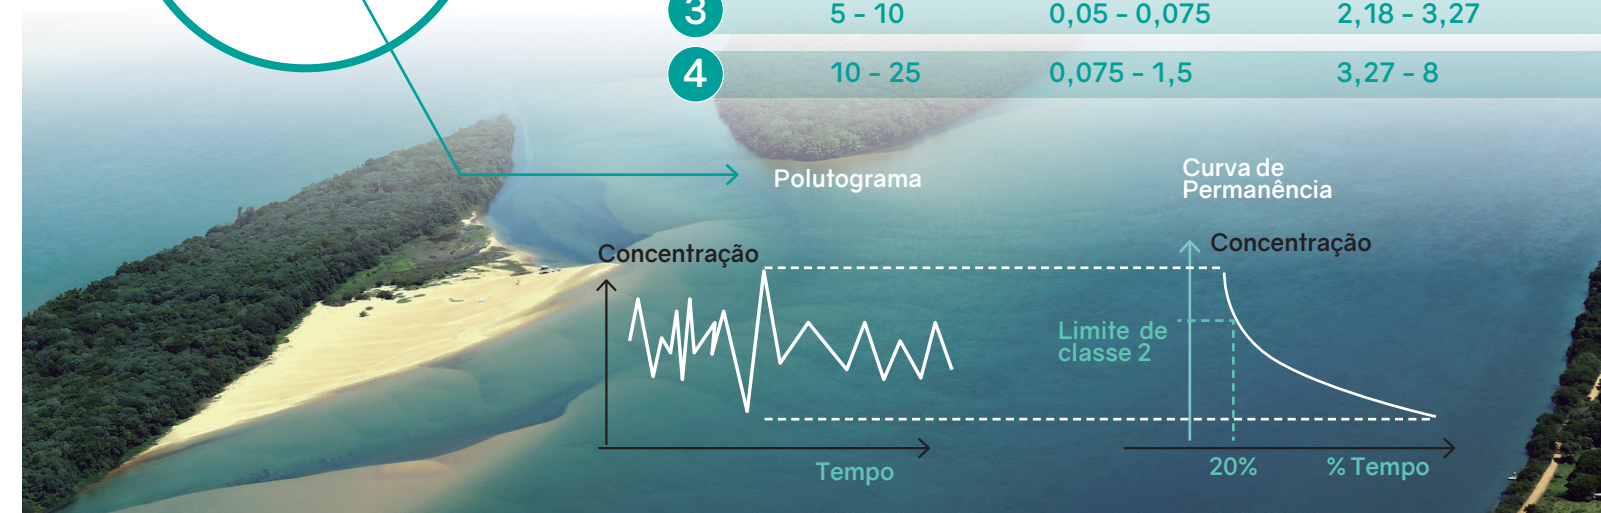 3 5 - 10 0,05 - 0,075 2,18 - 3,27
4 10 - 25 0,075 - 1,5 3,27 - 8
Polutograma
Curva de
Permanência
Concentração
Concentração
Limite de
classe 2
Tempo
20%
% Tempo